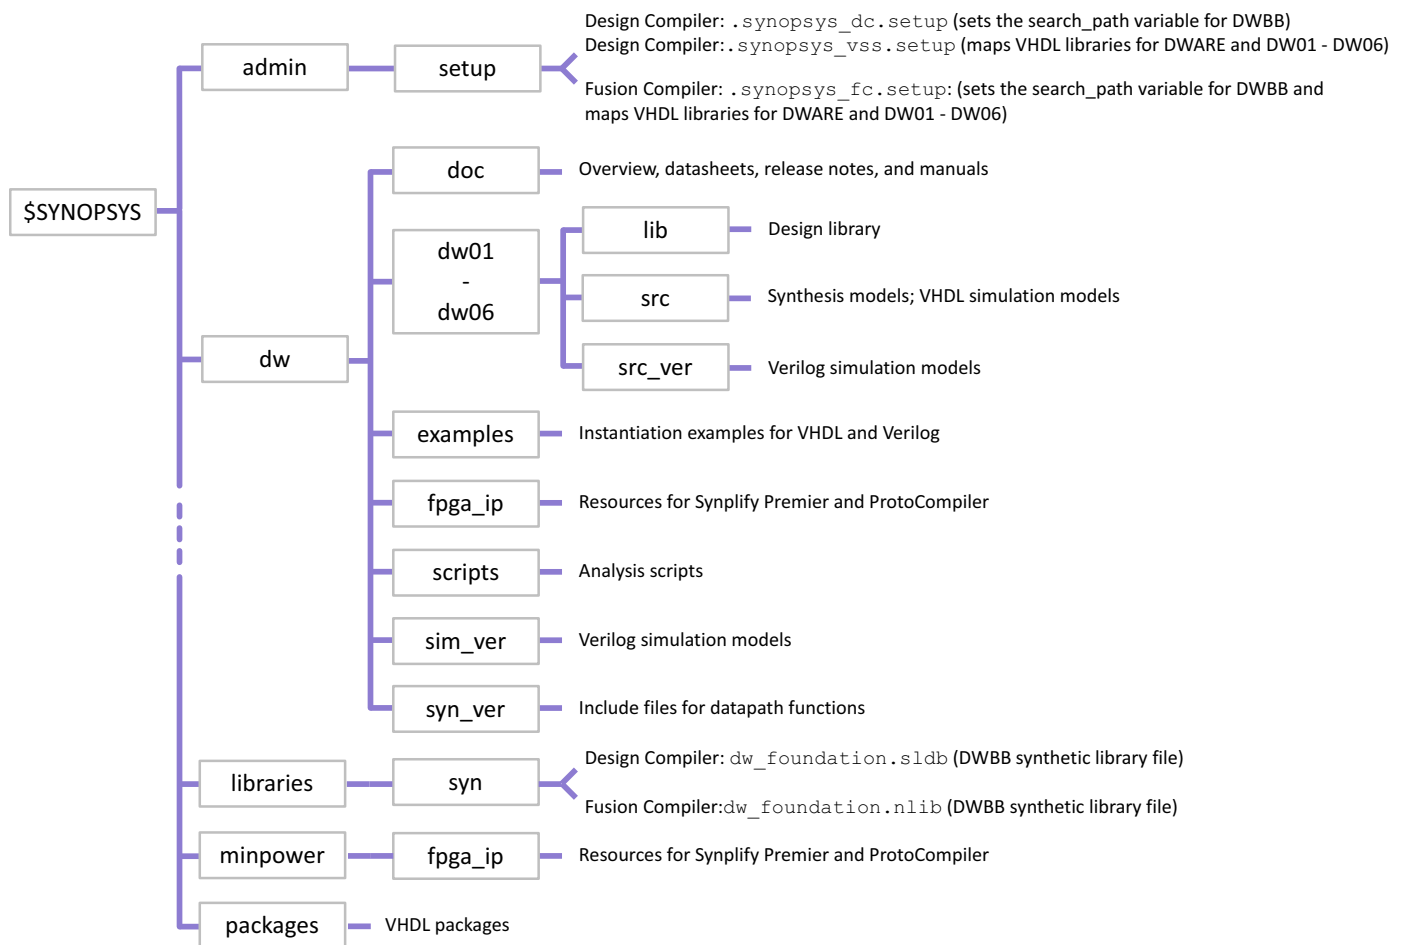 Design Compiler: .synopsys_dc.setup (sets the search_path variable for DWBB)
Design Compiler:.synopsys_vss.setup (maps VHDL libraries for DWARE and DW01 - DW06)
admin
setup
Fusion Compiler: .synopsys_fc.setup: (sets the search_path variable for DWBB and
maps VHDL libraries for DWARE and DW01 - DW06)
doc
Overview, datasheets, release notes, and manuals
$SYNOPSYS
dw01
-
dw06
lib
Design library
src
Synthesis models; VHDL simulation models
dw
src_ver
Verilog simulation models
examples
Instantiation examples for VHDL and Verilog
fpga_ip
Resources for Synplify Premier and ProtoCompiler
scripts
Analysis scripts
sim_ver
Verilog simulation models
syn_ver
Include files for datapath functions
Design Compiler: dw_foundation.sldb (DWBB synthetic library file)
libraries
syn
Fusion Compiler:dw_foundation.nlib (DWBB synthetic library file)
minpower
fpga_ip
Resources for Synplify Premier and ProtoCompiler
packages
VHDL packages